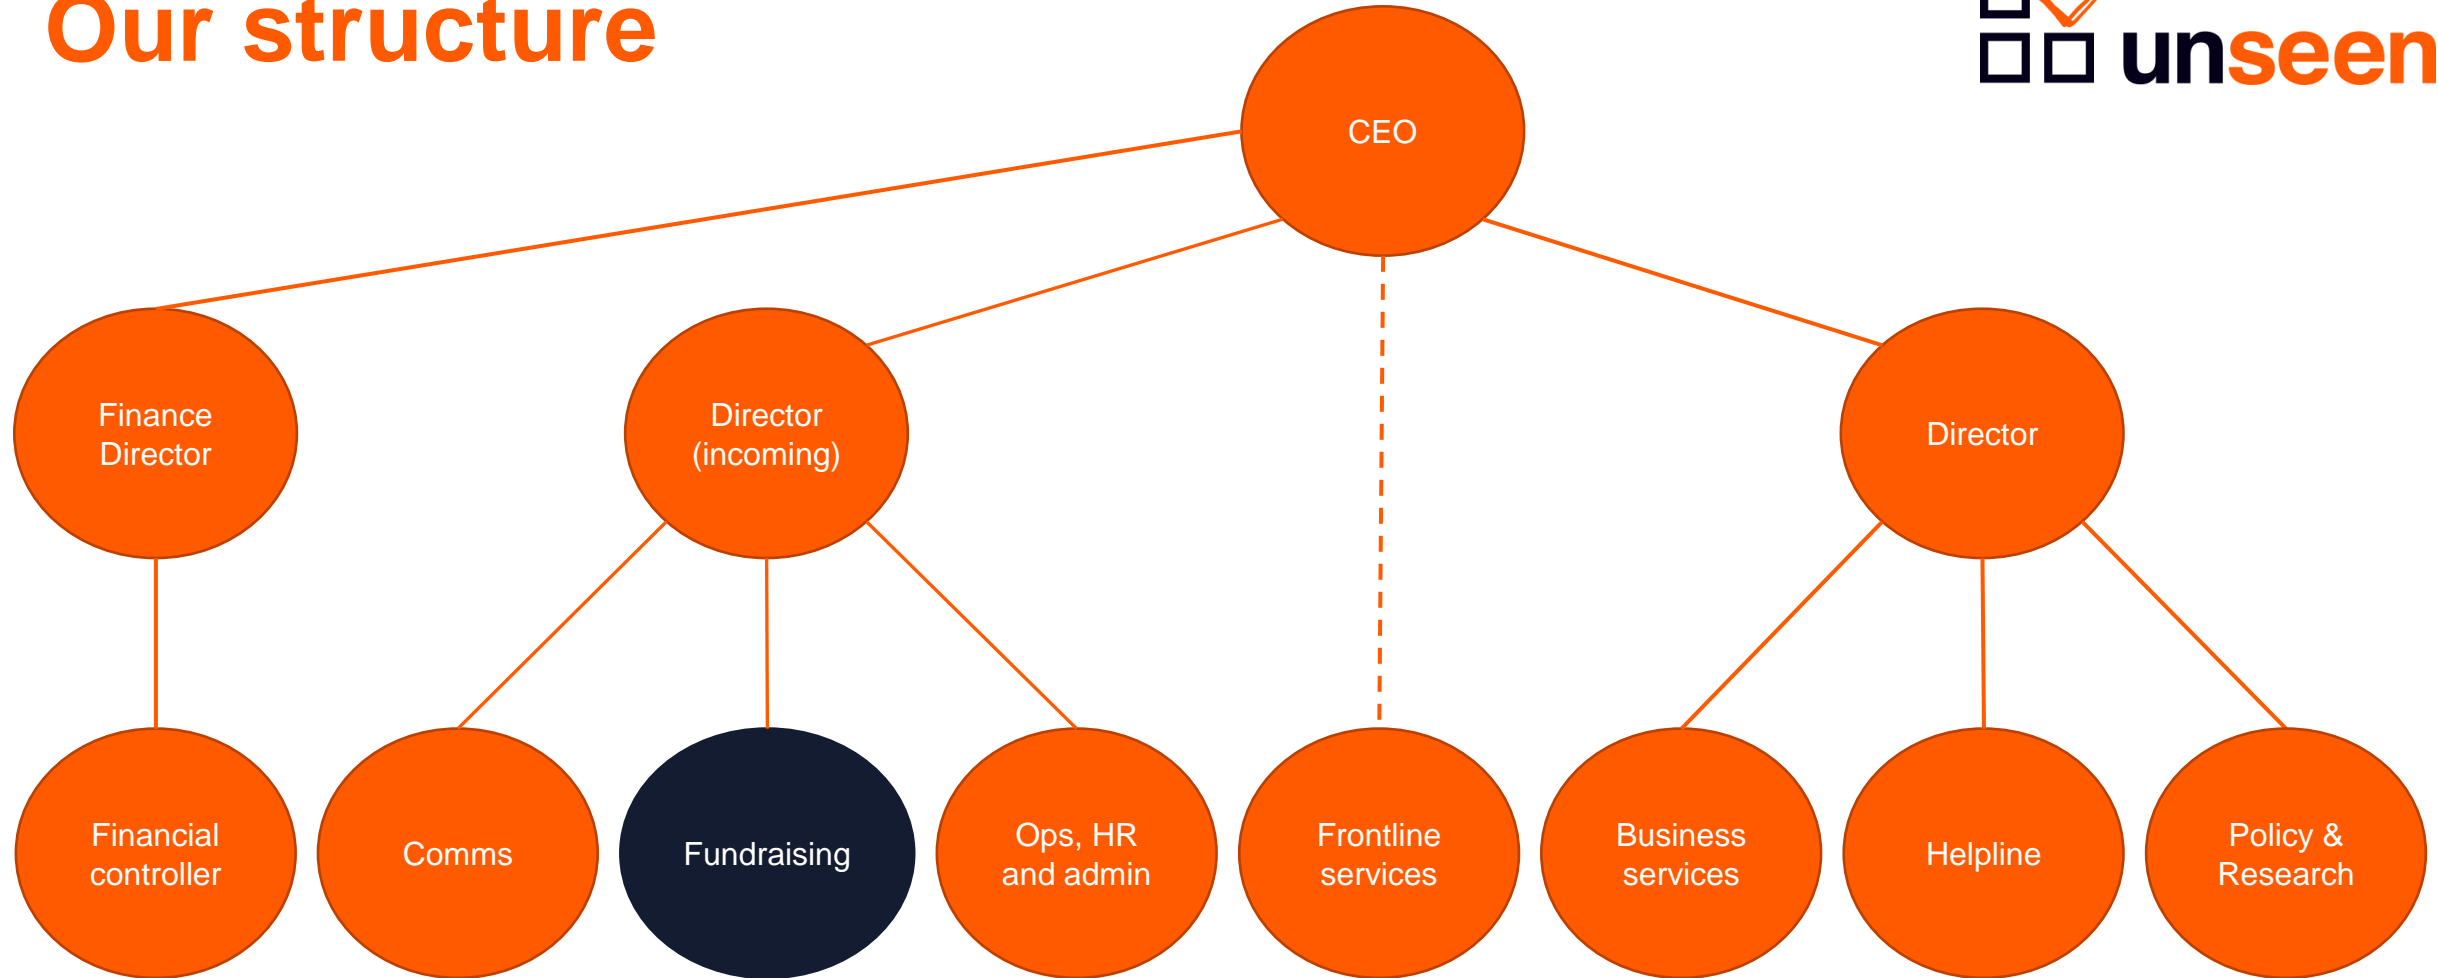 Our structure
unseen
CEO
Finance
Director
Director
(incoming)
Director
Financial
controller
Comms
Fundraising
Ops, HR
and admin
Frontline
services
Business
services
Helpline
Policy &
Research